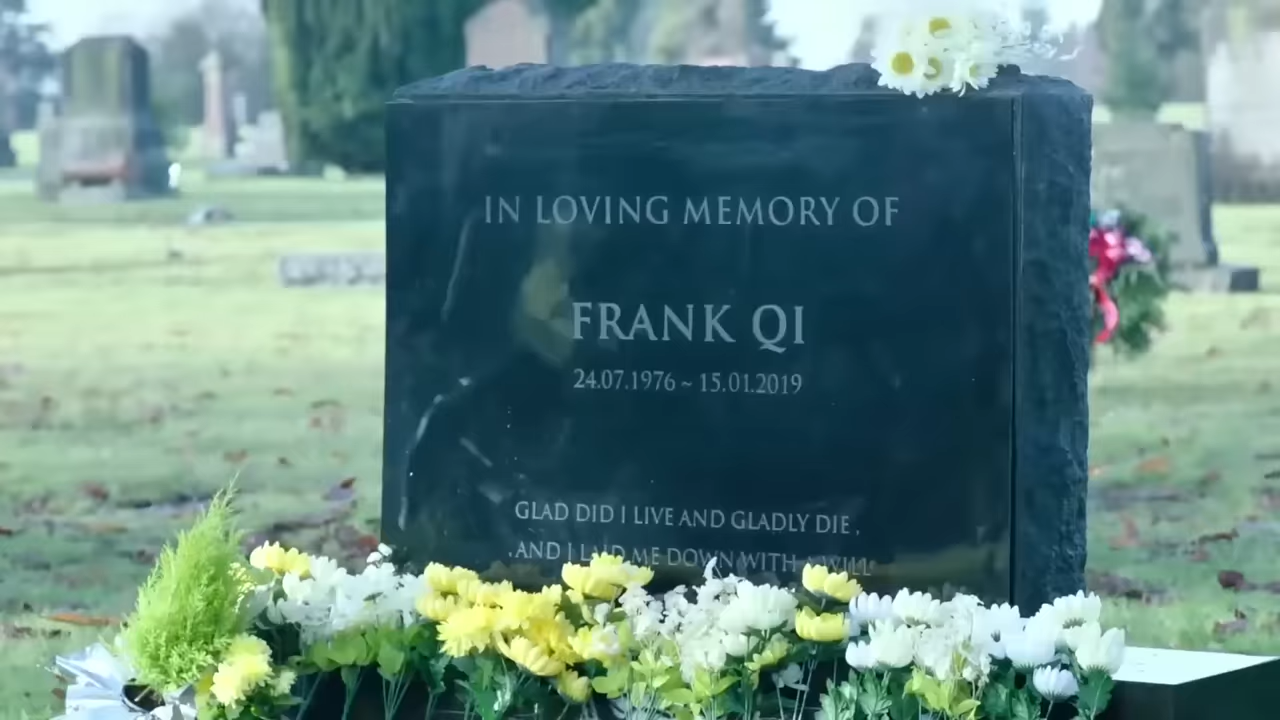 IN LOVING MEMORY OF
FRANK QI
24.07.1976 ~ 15.01.2019
GLAD DID I LIVE AND GLADLY DIE ,
. AND I LAID ME DOWN WITH A WILL